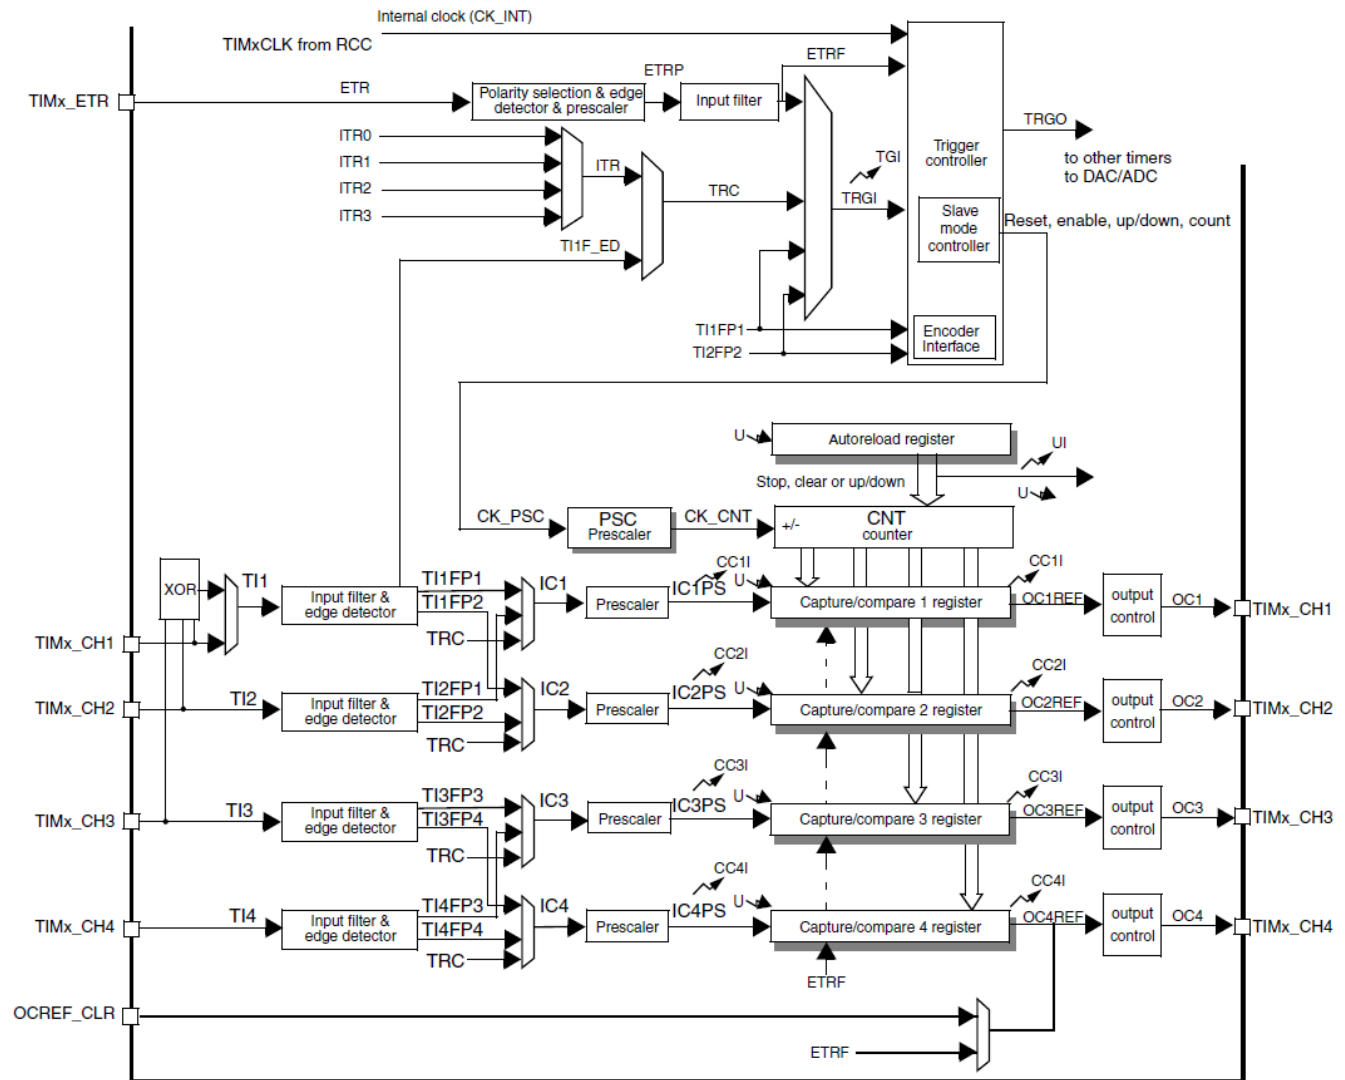 Internal clock (CK_INT)
TIMxCLK from RCC
ETRF
ETRP
TIMx_ETR
ETR
Polarity selection & edge
detector & prescaler
Input filter
TRGO
ITR0
ITR1
ITR2
ITR3
ITR
TRC
TGI
TRGI
Trigger
controller
to other timers
to DAC/ADC
Slave
mode
controller
Reset, enable, up/down, count
TI1F_ED
TI1FP1
TI2FP2
Encoder
Interface
U
Autoreload register
UI
Stop, clear or up/down
U
CK_PSC
PSC
Prescaler
CK_CNT
+/-
CNT
counter
XOR
TI1
Input filter &
edge detector
TI1FP1
TI1FP2
TRC
IC1
Prescaler
CC1I
IC1PS
U
Capture/compare 1 register
CC1I
OC1REF
output
control
OC1
TIMx_CH1
TIMx_CH1
TIMx_CH2
TI2
Input filter &
edge detector
TI2FP1
TI2FP2
TRC
IC2
Prescaler
CC2I
IC2PS
U
Capture/compare 2 register
CC2I
OC2REF
output
control
OC2
TIMx_CH2
TIMx_CH3
TI3
Input filter &
edge detector
TI3FP3
TI3FP4
TRC
IC3
Prescaler
CC3I
IC3PS
U
Capture/compare 3 register
CC3I
OC3REF
output
control
OC3
TIMx_CH3
TIMx_CH4
TI4
Input filter &
edge detector
TI4FP3
TI4FP4
TRC
IC4
Prescaler
CC4I
IC4PS
U
Capture/compare 4 register
CC4I
OC4REF
output
control
OC4
TIMx_CH4
ETRF
OCREF_CLR
ETRF